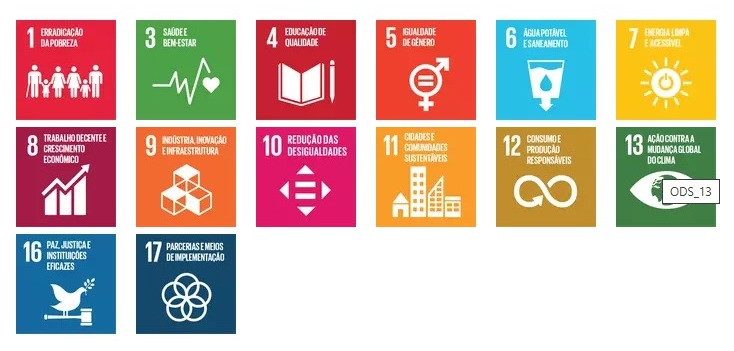 1 ERRADICAÇÃO
DA POBREZA
3 SAÚDE E
BEM-ESTAR
4 EDUCAÇÃO DE
QUALIDADE
5 IGUALDADE
DE GÊNERO
6 ÁGUA POTÁVEL
E SANEAMENTO
7 ENERGIA LIMPA
E ACESSÍVEL
8 TRABALHO DECENTE E
CRESCIMENTO
ECONÔMICO
9 INDÚSTRIA, INOVAÇÃO
E INFRAESTRUTURA
10 REDUÇÃO DAS
DESIGUALDADES
11 CIDADES E
COMUNIDADES
SUSTENTÁVEIS
12 CONSUMO E
PRODUÇÃO
RESPONSÁVEIS
13 AÇÃO CONTRA A
MUDANÇA GLOBAL
DO CLIMA
ODS_13
16 PAZ, JUSTIÇA E
INSTITUIÇÕES
EFICAZES
17 PARCERIAS E MEIOS
DE IMPLEMENTAÇÃO